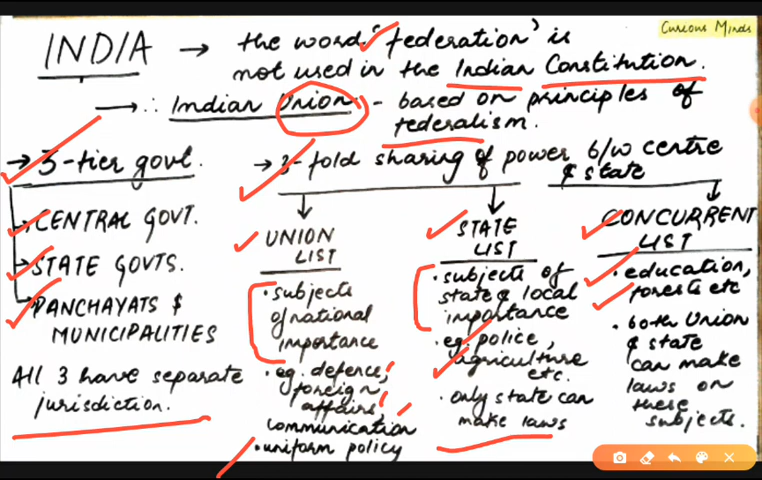 Curious Minds
INDIA → the word 'federation' is
not used in the Indian Constitution.
→ ∴ Indian Union - based on principles of
federalism.
→ 3-tier govt.
CENTRAL GOVT.
STATE GOVTS.
PANCHAYATS &
MUNICIPALITIES
All 3 have separate
jurisdiction.
→ 3-fold sharing of power b/w centre
& state
UNION
LIST
• subjects
of national
importance
• eg. defence,
foreign
affairs,
communication
• uniform policy
STATE
LIST
• subjects of
state & local
importance
• eg. police,
agriculture
etc.
• only state can
make laws
CONCURRENT
LIST
• education,
forests etc
• both Union
& state
can make
laws on
these
subjects.